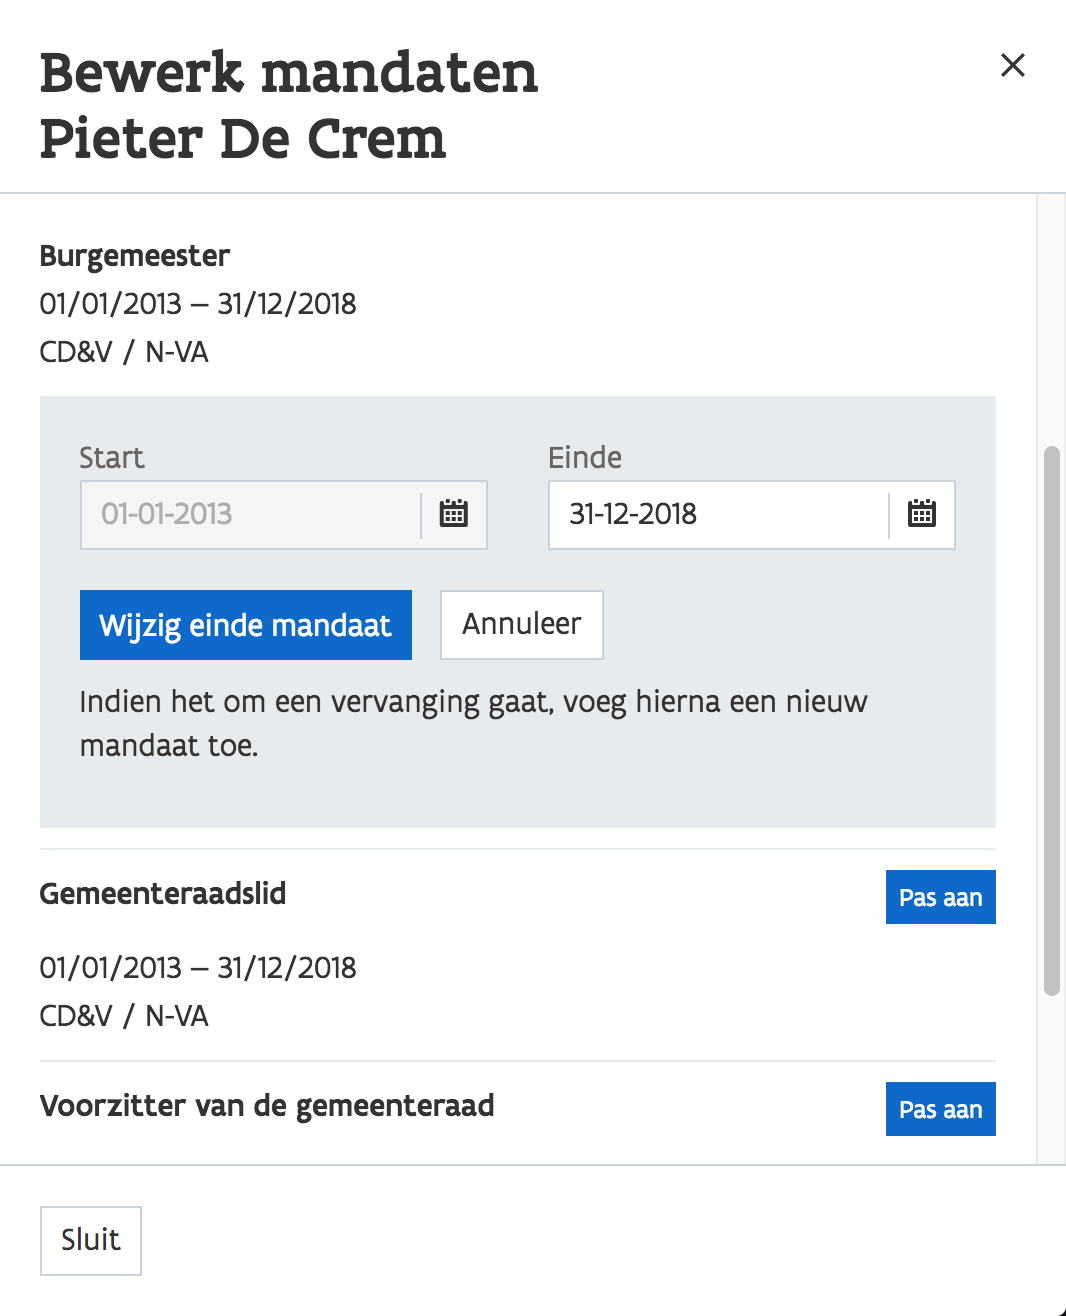 Bewerk mandaten
Pieter De Crem
Burgemeester
01/01/2013 – 31/12/2018
CD&V / N-VA
Start
Einde
01-01-2013
31-12-2018
Wijzig einde mandaat
Annuleer
Indien het om een vervanging gaat, voeg hierna een nieuw
mandaat toe.
Gemeenteraadslid
Pas aan
01/01/2013 – 31/12/2018
CD&V / N-VA
Voorzitter van de gemeenteraad
Pas aan
Sluit